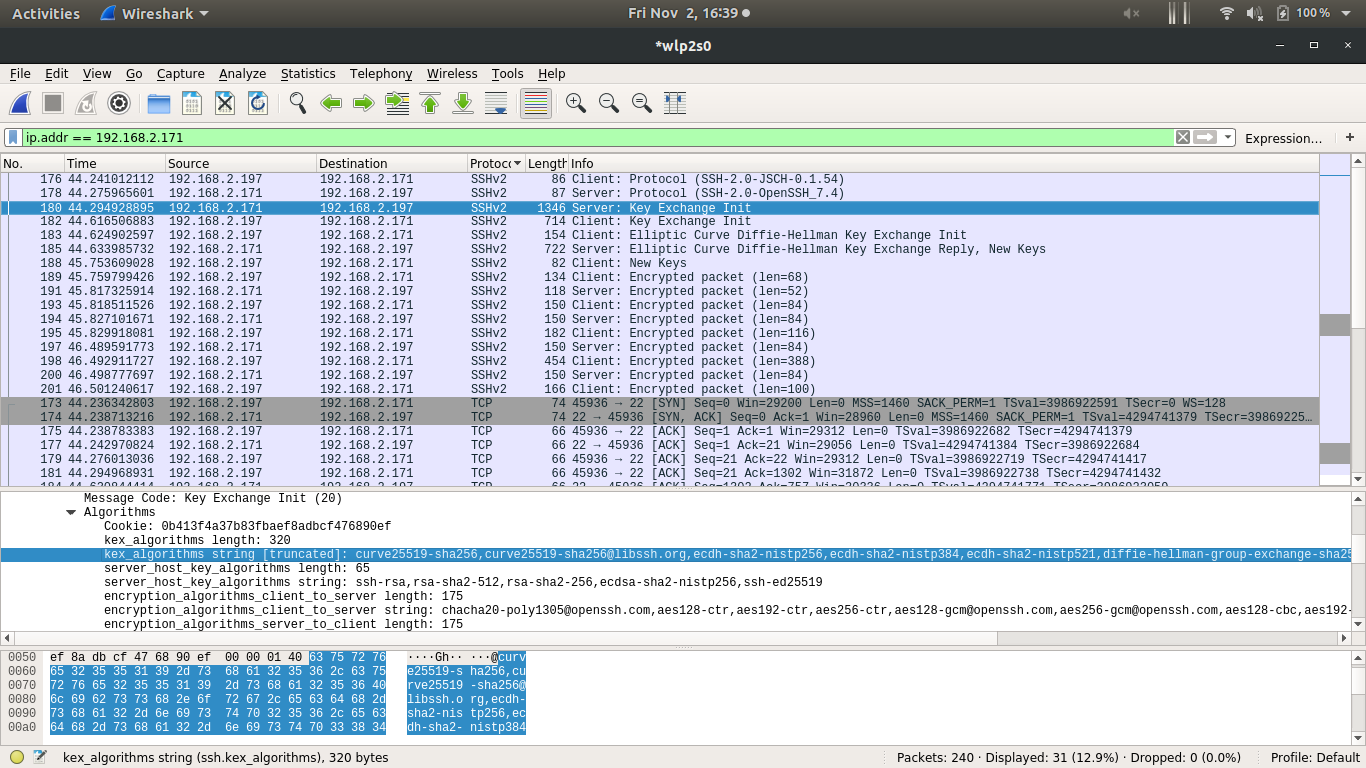 Activities Wireshark Fri Nov 2, 16:39 100 %
*wlp2s0
File Edit View Go Capture Analyze Statistics Telephony Wireless Tools Help
ip.addr == 192.168.2.171 Expression… +
No. Time Source Destination Protoc Length Info
176 44.241012112 192.168.2.197 192.168.2.171 SSHv2 86 Client: Protocol (SSH-2.0-JSCH-0.1.54)
178 44.275965601 192.168.2.171 192.168.2.197 SSHv2 87 Server: Protocol (SSH-2.0-OpenSSH_7.4)
180 44.294928895 192.168.2.171 192.168.2.197 SSHv2 1346 Server: Key Exchange Init
182 44.616506883 192.168.2.197 192.168.2.171 SSHv2 714 Client: Key Exchange Init
183 44.624902597 192.168.2.197 192.168.2.171 SSHv2 154 Client: Elliptic Curve Diffie-Hellman Key Exchange Init
185 44.633985732 192.168.2.171 192.168.2.197 SSHv2 722 Server: Elliptic Curve Diffie-Hellman Key Exchange Reply, New Keys
188 45.753609028 192.168.2.197 192.168.2.171 SSHv2 82 Client: New Keys
189 45.759799426 192.168.2.197 192.168.2.171 SSHv2 134 Client: Encrypted packet (len=68)
191 45.817325914 192.168.2.171 192.168.2.197 SSHv2 118 Server: Encrypted packet (len=52)
193 45.818511526 192.168.2.197 192.168.2.171 SSHv2 150 Client: Encrypted packet (len=84)
194 45.827101671 192.168.2.171 192.168.2.197 SSHv2 150 Server: Encrypted packet (len=84)
195 45.829918081 192.168.2.197 192.168.2.171 SSHv2 182 Client: Encrypted packet (len=116)
197 46.489591773 192.168.2.171 192.168.2.197 SSHv2 150 Server: Encrypted packet (len=84)
198 46.492911727 192.168.2.197 192.168.2.171 SSHv2 454 Client: Encrypted packet (len=388)
200 46.498777697 192.168.2.171 192.168.2.197 SSHv2 150 Server: Encrypted packet (len=84)
201 46.501240617 192.168.2.197 192.168.2.171 SSHv2 166 Client: Encrypted packet (len=100)
173 44.236342803 192.168.2.197 192.168.2.171 TCP 74 45936 → 22 [SYN] Seq=0 Win=29200 Len=0 MSS=1460 SACK_PERM=1 TSval=3986922591 TSecr=0 WS=128
174 44.238713216 192.168.2.171 192.168.2.197 TCP 74 22 → 45936 [SYN, ACK] Seq=0 Ack=1 Win=28960 Len=0 MSS=1460 SACK_PERM=1 TSval=4294741379 TSecr=39869225…
175 44.238783383 192.168.2.197 192.168.2.171 TCP 66 45936 → 22 [ACK] Seq=1 Ack=1 Win=29312 Len=0 TSval=3986922682 TSecr=4294741379
177 44.242970824 192.168.2.171 192.168.2.197 TCP 66 22 → 45936 [ACK] Seq=1 Ack=21 Win=29056 Len=0 TSval=4294741384 TSecr=3986922684
179 44.276013036 192.168.2.197 192.168.2.171 TCP 66 45936 → 22 [ACK] Seq=21 Ack=22 Win=29312 Len=0 TSval=3986922719 TSecr=4294741417
181 44.294968931 192.168.2.197 192.168.2.171 TCP 66 45936 → 22 [ACK] Seq=21 Ack=1302 Win=31872 Len=0 TSval=3986922738 TSecr=4294741432
Message Code: Key Exchange Init (20)
Algorithms
Cookie: 0b413f4a37b83fbaef8adbcf476890ef
kex_algorithms length: 320
kex_algorithms string [truncated]: curve25519-sha256,curve25519-sha256@libssh.org,ecdh-sha2-nistp256,ecdh-sha2-nistp384,ecdh-sha2-nistp521,diffie-hellman-group-exchange-sha25
server_host_key_algorithms length: 65
server_host_key_algorithms string: ssh-rsa,rsa-sha2-512,rsa-sha2-256,ecdsa-sha2-nistp256,ssh-ed25519
encryption_algorithms_client_to_server length: 175
encryption_algorithms_client_to_server string: chacha20-poly1305@openssh.com,aes128-ctr,aes192-ctr,aes256-ctr,aes128-gcm@openssh.com,aes256-gcm@openssh.com,aes128-cbc,aes192-
encryption_algorithms_server_to_client length: 175
0050 ef 8a db cf 47 68 90 ef 00 00 01 40 63 75 72 76 ····Gh·· ···@curv
0060 65 32 35 35 31 39 2d 73 68 61 32 35 36 2c 63 75 e25519-s ha256,cu
0070 72 76 65 32 35 35 31 39 2d 73 68 61 32 35 36 40 rve25519 -sha256@
0080 6c 69 62 73 73 68 2e 6f 72 67 2c 65 63 64 68 2d libssh.o rg,ecdh-
0090 73 68 61 32 2d 6e 69 73 74 70 32 35 36 2c 65 63 sha2-nis tp256,ec
00a0 64 68 2d 73 68 61 32 2d 6e 69 73 74 70 33 38 34 dh-sha2- nistp384
kex_algorithms string (ssh.kex_algorithms), 320 bytes Packets: 240 · Displayed: 31 (12.9%) · Dropped: 0 (0.0%) Profile: Default